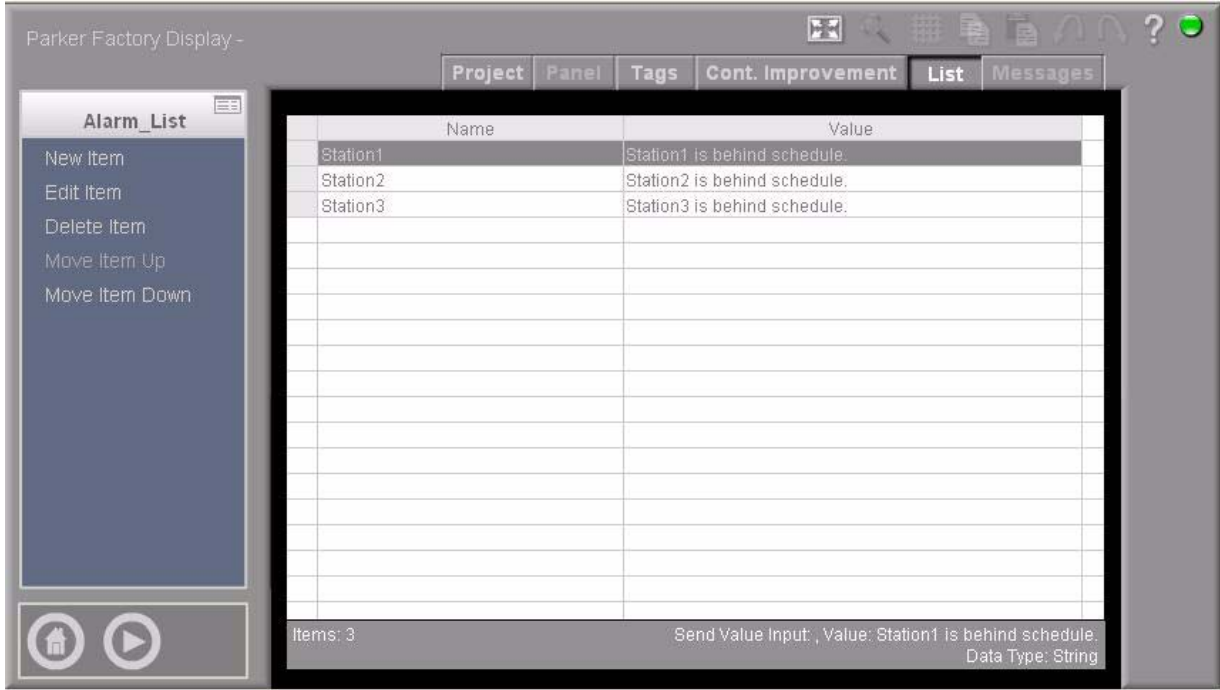 Parker Factory Display -
?
Project Panel Tags Cont. Improvement List Messages
Alarm_List
New Item
Edit Item
Delete Item
Move Item Up
Move Item Down
Name Value
Station1 Station1 is behind schedule.
Station2 Station2 is behind schedule.
Station3 Station3 is behind schedule.
Items: 3 Send Value Input: , Value: Station1 is behind schedule.
Data Type: String